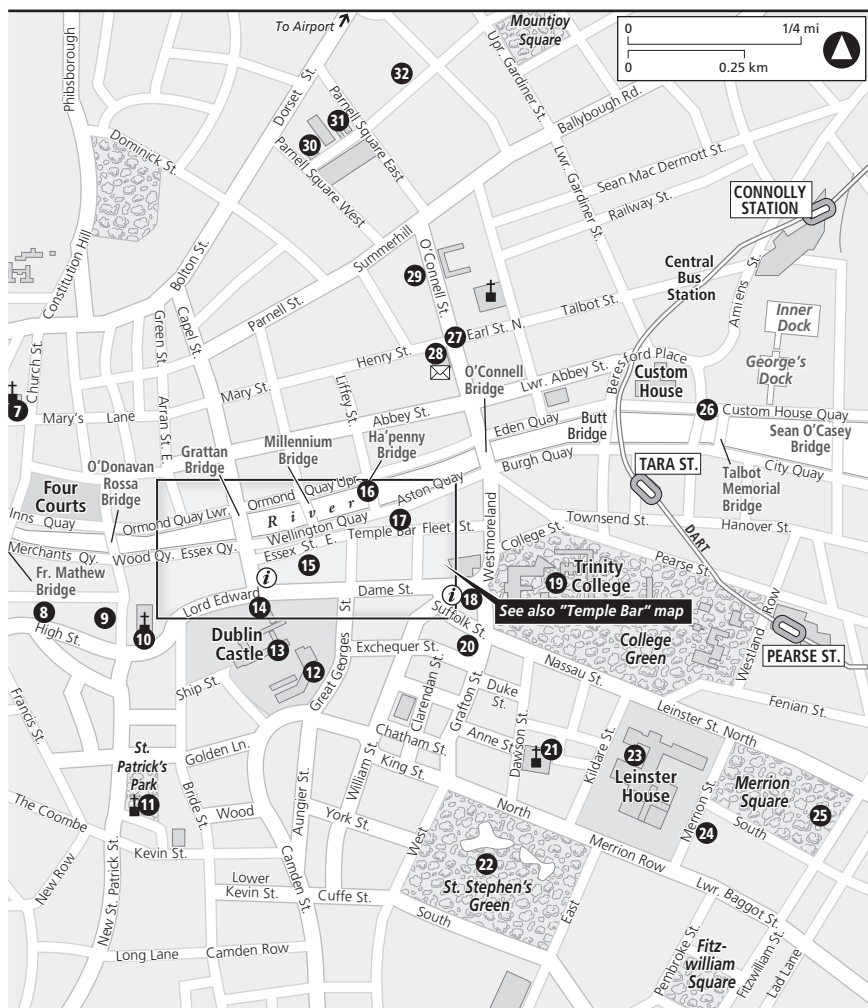 To Airport
Mountjoy
Square
0 1/4 mi
0 0.25 km
Phibsborough
Dorset St.
Upr. Gardiner St.
32
31
30
Parnell Square East
Parnell Square West
Ballybough Rd.
Dominick St.
Lwr. Gardiner St.
Sean Mac Dermott St.
Railway St.
CONNOLLY
STATION
Constitution Hill
Bolton St.
Summerhill
O'Connell St.
29
Central
Bus
Station
Amiens St.
Capel St.
Green St.
Parnell St.
Talbot St.
Inner
Dock
Church St.
27
Earl St. N.
Henry St.
28
O'Connell
Bridge
Beresford Place
George's
Dock
Custom
House
7
Mary St.
Liffey St.
Lwr. Abbey St.
26
Custom House Quay
Mary's Lane
Arran St. E.
Abbey St.
Eden Quay
Butt
Bridge
Sean O'Casey
Bridge
Millennium
Bridge
Ha'penny
Bridge
Grattan
Bridge
Burgh Quay
City Quay
O'Donavan
Rossa
Bridge
TARA ST.
Talbot
Memorial
Bridge
Four
Courts
Ormond Quay Upr.
16
Aston Quay
Inns Quay
Ormond Quay Lwr.
River
Wellington Quay
17
Westmoreland
Townsend St.
Hanover St.
DART
Merchants Qy.
Wood Qy.
Essex Qy.
Essex St. E.
Temple Bar
Fleet St.
College St.
Pearse St.
Fr. Mathew
Bridge
15
i
Trinity
College
19
8
9
10
Lord Edward
14
St.
Dame St.
i
18
See also "Temple Bar" map
High St.
Suffolk St.
Westland Row
College
Green
PEARSE ST.
Dublin
Castle
13
12
Exchequer St.
20
Nassau St.
Great Georges
Ship St.
Clarendan St.
Grafton St.
Duke
St.
Fenian St.
Leinster St. North
Francis St.
Golden Ln.
Chatham St.
Anne St.
Dawson St.
21
Kildare St.
23
Leinster
House
Merrion
Square
25
St.
Patrick's
Park
11
William St.
King St.
North
Merrion St.
24
South
The Coombe
Bride St.
Wood
Aungier St.
York St.
West
22
St. Stephen's
Green
Merrion Row
Kevin St.
New Row
New St. Patrick St.
Lower
Kevin St.
Camden St.
Cuffe St.
East
Lwr. Baggot St.
South
Long Lane
Camden Row
Pembroke St.
Fitz-
william
Square
Fitzwilliam St.
Lad Lane